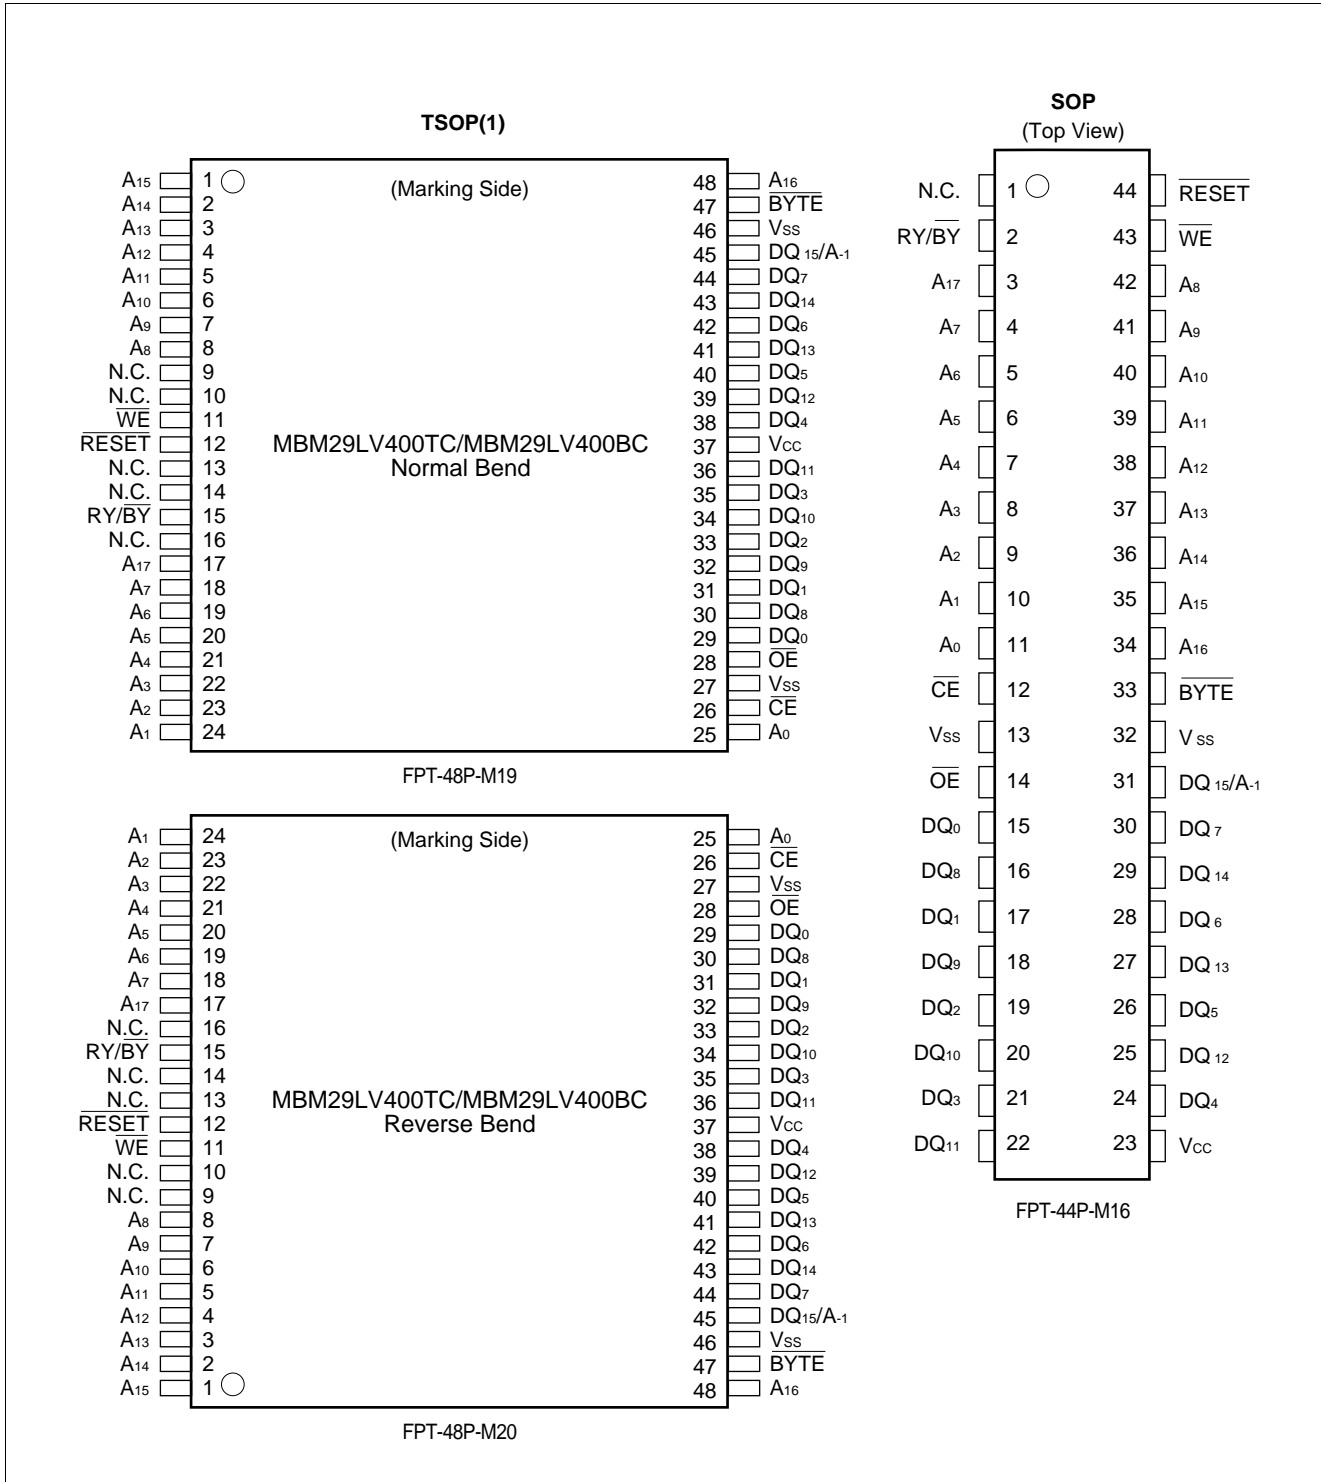 TSOP(1)
(Marking Side)
A15 1 48 A16
A14 2 47 BYTE
A13 3 46 VSS
A12 4 45 DQ15/A-1
A11 5 44 DQ7
A10 6 43 DQ14
A9 7 42 DQ6
A8 8 41 DQ13
N.C. 9 40 DQ5
N.C. 10 39 DQ12
WE 11 38 DQ4
RESET 12 37 VCC
N.C. 13 36 DQ11
N.C. 14 35 DQ3
RY/BY 15 34 DQ10
N.C. 16 33 DQ2
A17 17 32 DQ9
A7 18 31 DQ1
A6 19 30 DQ8
A5 20 29 DQ0
A4 21 28 OE
A3 22 27 VSS
A2 23 26 CE
A1 24 25 A0
MBM29LV400TC/MBM29LV400BC
Normal Bend
FPT-48P-M19
(Marking Side)
A1 24 25 A0
A2 23 26 CE
A3 22 27 VSS
A4 21 28 OE
A5 20 29 DQ0
A6 19 30 DQ8
A7 18 31 DQ1
A17 17 32 DQ9
N.C. 16 33 DQ2
RY/BY 15 34 DQ10
N.C. 14 35 DQ3
N.C. 13 36 DQ11
RESET 12 37 VCC
WE 11 38 DQ4
N.C. 10 39 DQ12
N.C. 9 40 DQ5
A8 8 41 DQ13
A9 7 42 DQ6
A10 6 43 DQ14
A11 5 44 DQ7
A12 4 45 DQ15/A-1
A13 3 46 VSS
A14 2 47 BYTE
A15 1 48 A16
MBM29LV400TC/MBM29LV400BC
Reverse Bend
FPT-48P-M20
SOP
(Top View)
N.C. 1 44 RESET
RY/BY 2 43 WE
A17 3 42 A8
A7 4 41 A9
A6 5 40 A10
A5 6 39 A11
A4 7 38 A12
A3 8 37 A13
A2 9 36 A14
A1 10 35 A15
A0 11 34 A16
CE 12 33 BYTE
VSS 13 32 VSS
OE 14 31 DQ15/A-1
DQ0 15 30 DQ7
DQ8 16 29 DQ14
DQ1 17 28 DQ6
DQ9 18 27 DQ13
DQ2 19 26 DQ5
DQ10 20 25 DQ12
DQ3 21 24 DQ4
DQ11 22 23 VCC
FPT-44P-M16